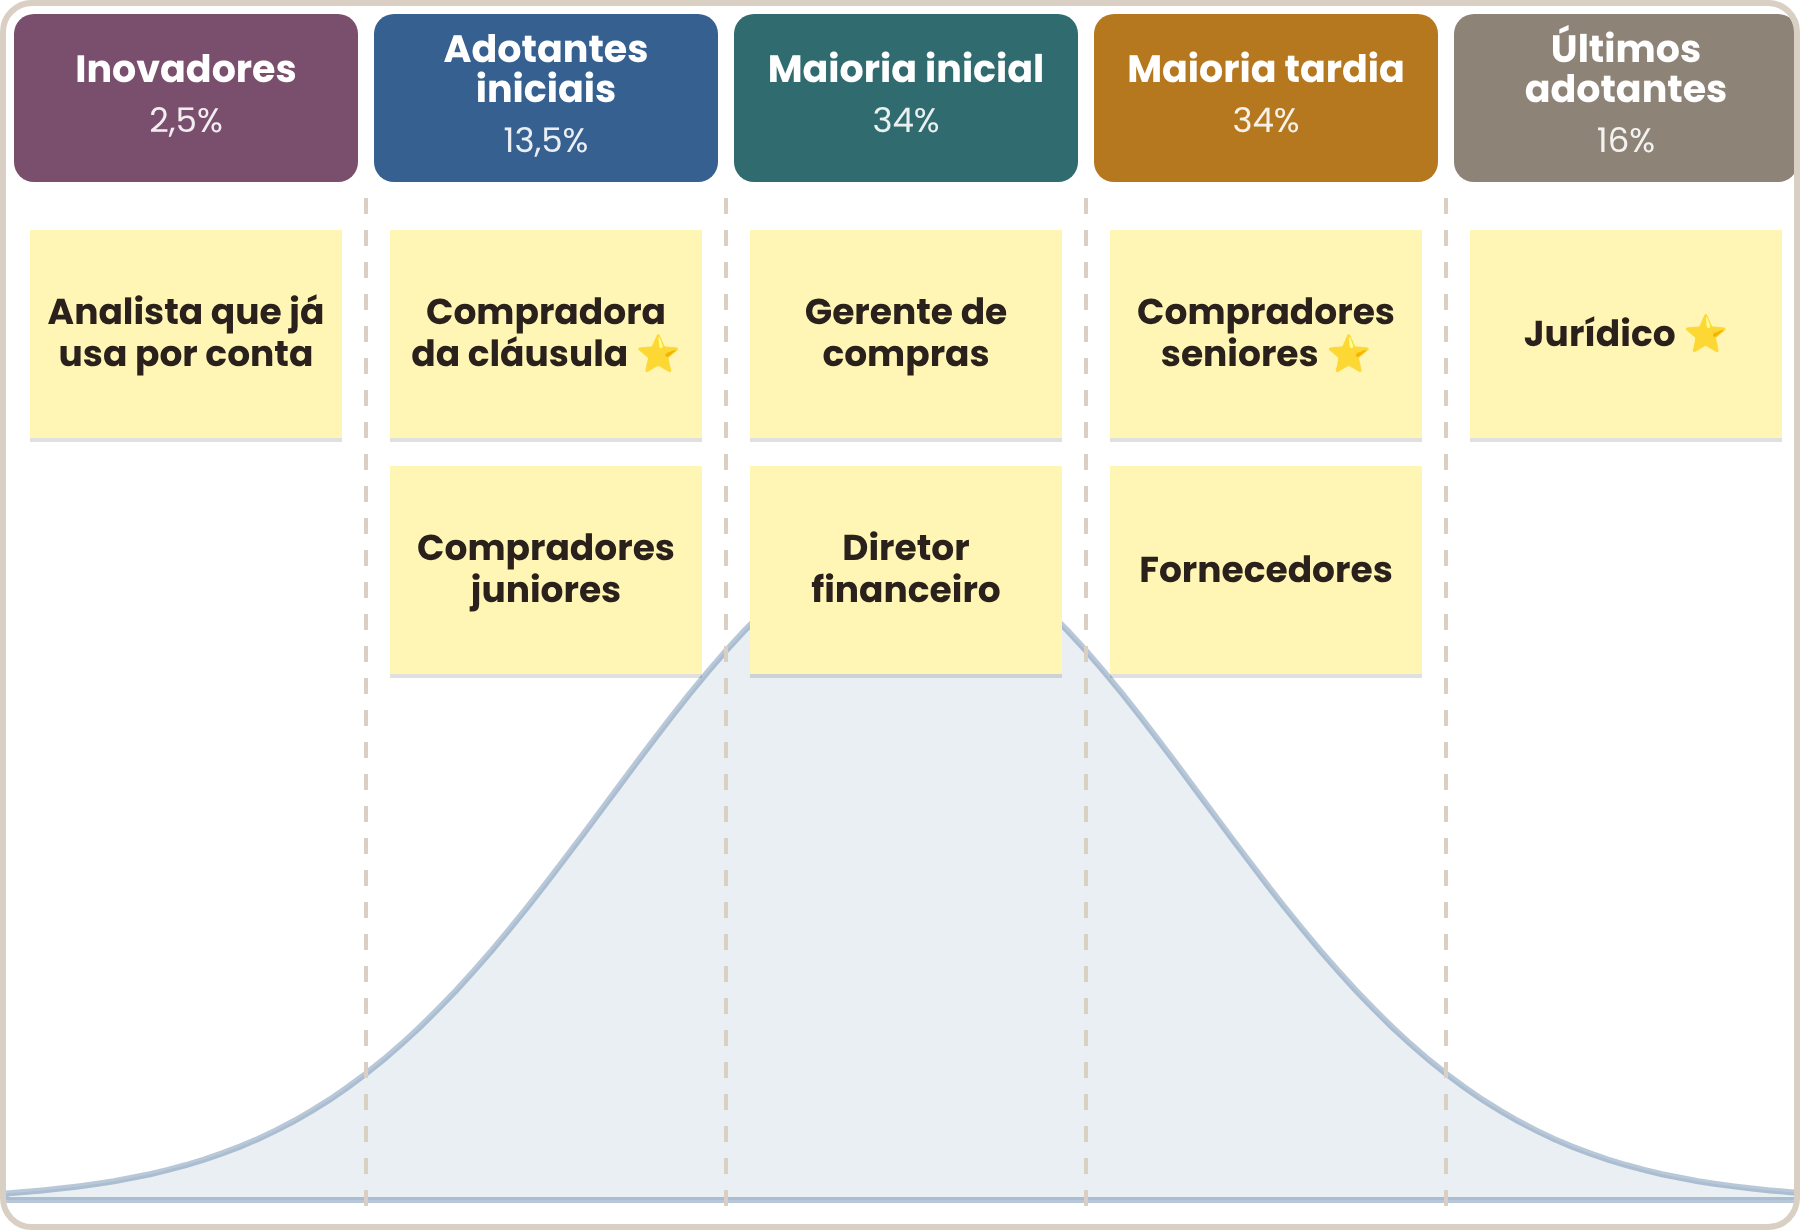 Inovadores
2,5%
Adotantes
iniciais
13,5%
Maioria inicial
34%
Maioria tardia
34%
Últimos
adotantes
16%
Analista que já
usa por conta
Compradora
da cláusula ⭐
Gerente de
compras
Compradores
seniores ⭐
Jurídico ⭐
Compradores
juniores
Diretor
financeiro
Fornecedores